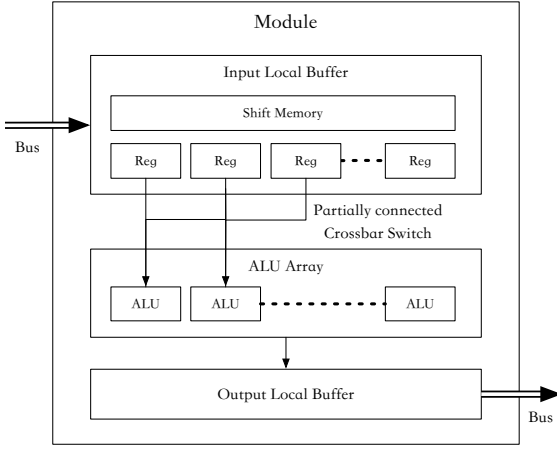 Module
Input Local Buffer
Shift Memory
Bus
Reg Reg Reg Reg
Partially connected
Crossbar Switch
ALU Array
ALU ALU ALU
Output Local Buffer
Bus